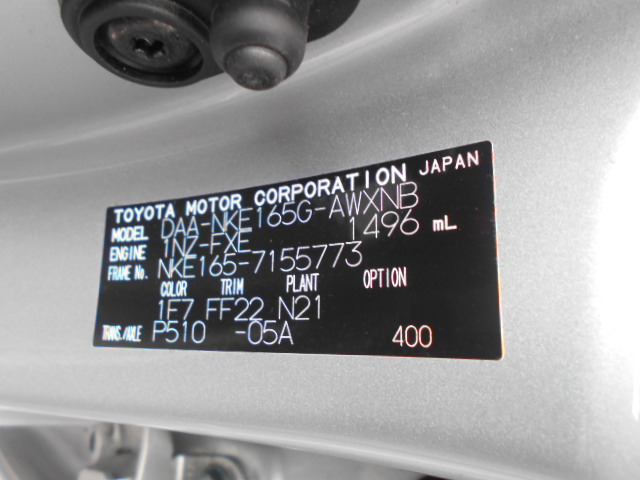 TOYOTA MOTOR CORPORATION JAPAN
MODEL DAA-NKE165G-AWXNB
ENGINE 1NZ-FXE 1496 mL
FRAME No. NKE165-7155773
COLOR TRIM PLANT OPTION
1F7 FF22 N21
TRANS./AXLE P510 -05A 400